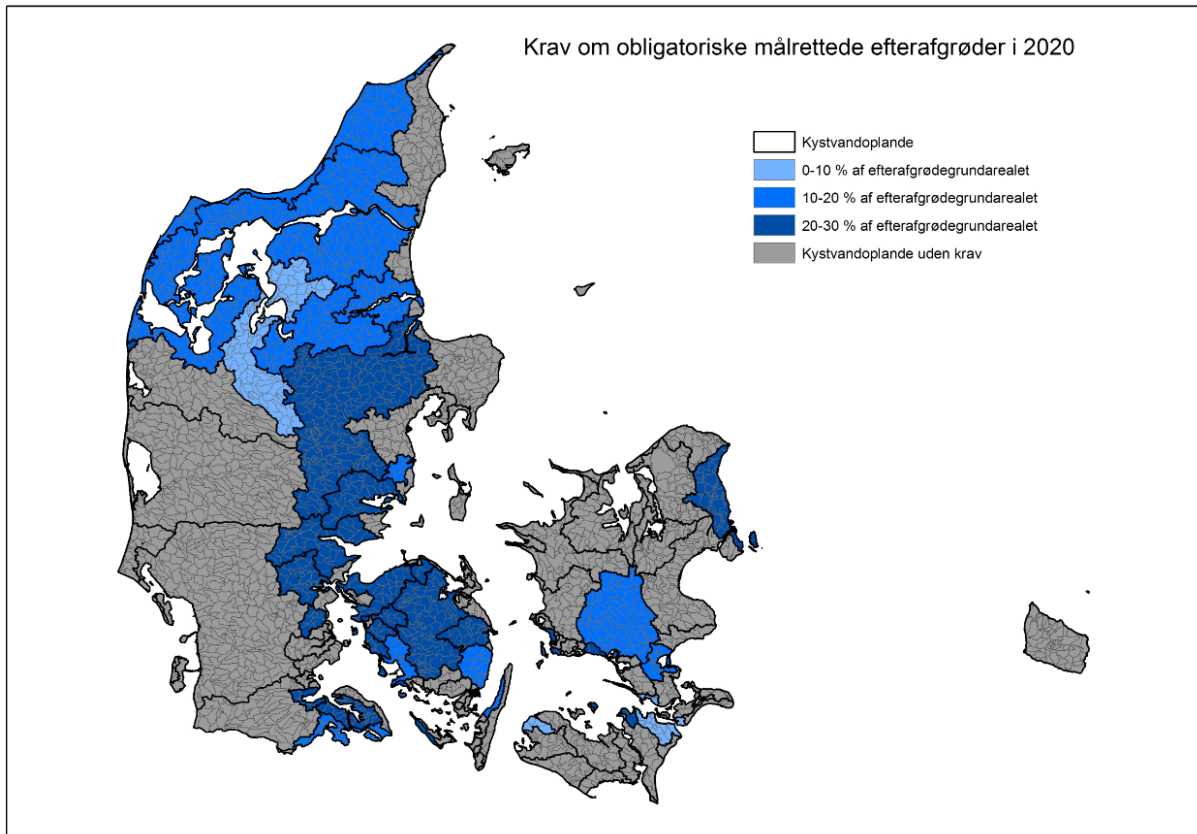 Krav om obligatoriske målrettede efterafgrøder i 2020
Kystvandoplande
0-10 % af efterafgrødegrundarealet
10-20 % af efterafgrødegrundarealet
20-30 % af efterafgrødegrundarealet
Kystvandoplande uden krav